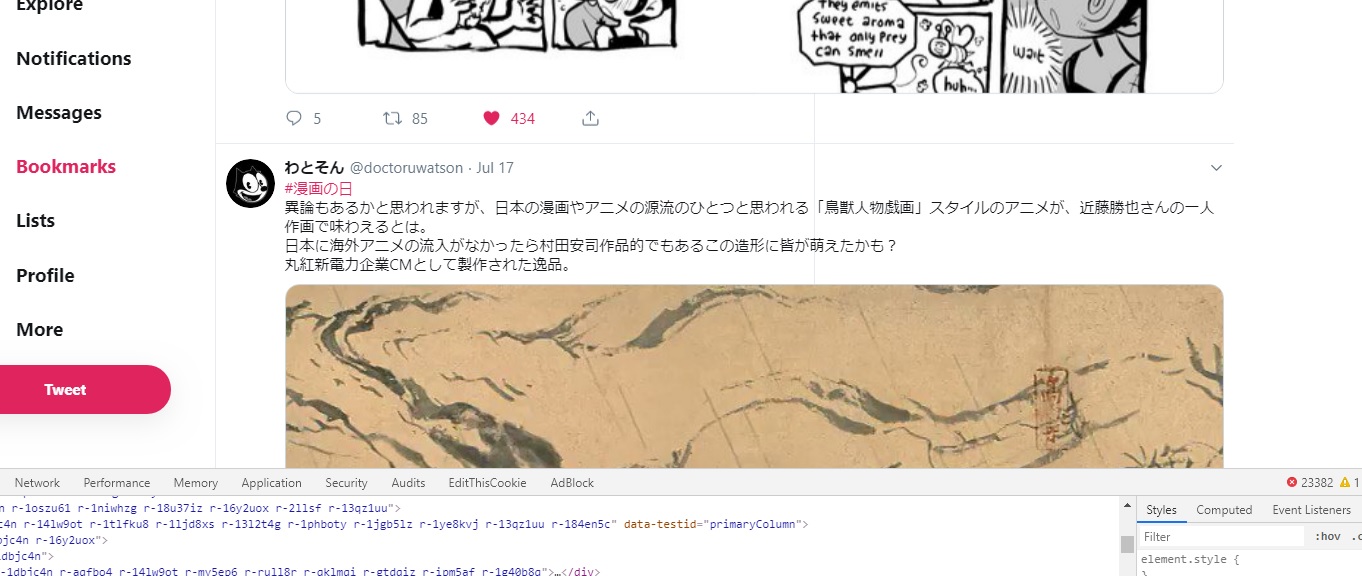 Explore
Notifications
Messages
Bookmarks
Lists
Profile
More
Tweet
They emits
sweet aroma
that only prey
can smell
huh...
wait
5 85 434
わとそん @doctoruwatson · Jul 17
#漫画の日
異論もあるかと思われますが、日本の漫画やアニメの源流のひとつと思われる「鳥獣人物戯画」スタイルのアニメが、近藤勝也さんの一人
作画で味わえるとは。
日本に海外アニメの流入がなかったら村田安司作品的でもあるこの造形に皆が萌えたかも？
丸紅新電力企業CMとして製作された逸品。
Network Performance Memory Application Security Audits EditThisCookie AdBlock 23382 1
n r-1oszu61 r-1niwhzg r-18u37iz r-16y2uox r-2llsf r-13qz1uu">
c4n r-14lw9ot r-1tlfku8 r-1ljd8xs r-13l2t4g r-1phboty r-1jgb5lz r-1ye8kvj r-13qz1uu r-184en5c" data-testid="primaryColumn">
bjc4n r-16y2uox">
dbjc4n">
-1dbjc4n r-aqfbo4 r-14lw9ot r-my5ep6 r-rull8r r-qklmqi r-gtdqiz r-ipm5af r-1g40b8q">…</div>
Styles Computed Event Listeners
Filter :hov .c
element.style {
}